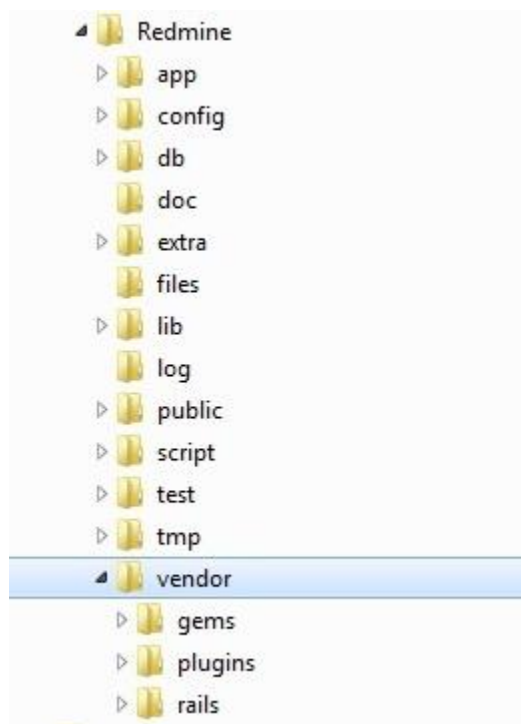 Redmine
app
config
db
doc
extra
files
lib
log
public
script
test
tmp
vendor
gems
plugins
rails